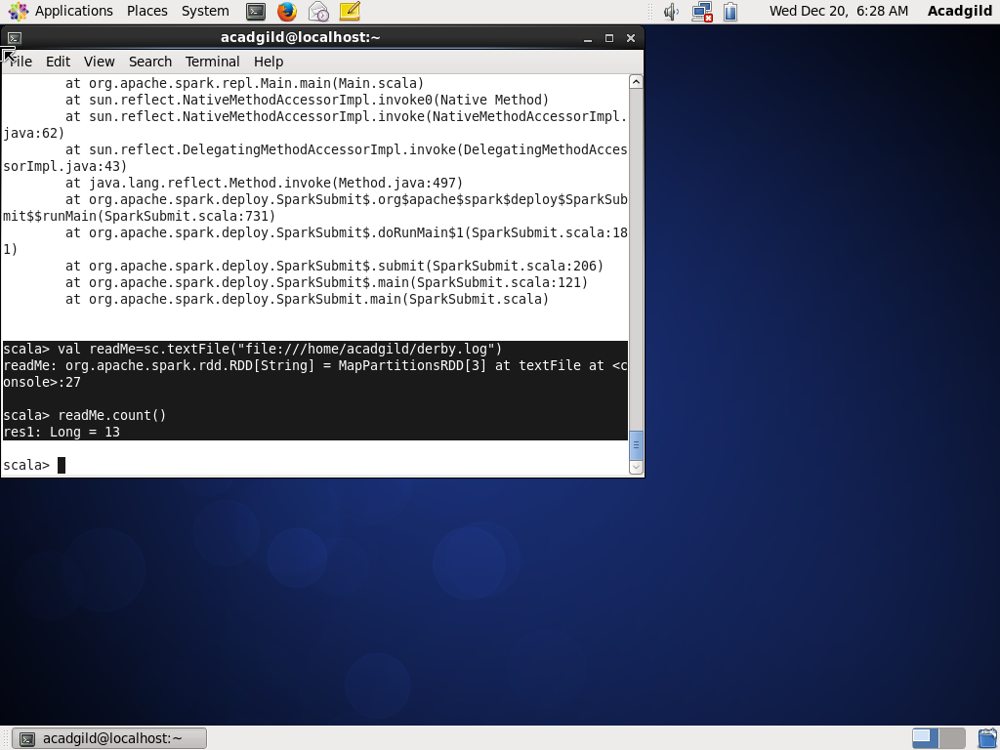 Applications Places System Wed Dec 20, 6:28 AM Acadgild
acadgild@localhost:~
File Edit View Search Terminal Help
at org.apache.spark.repl.Main.main(Main.scala)
at sun.reflect.NativeMethodAccessorImpl.invoke0(Native Method)
at sun.reflect.NativeMethodAccessorImpl.invoke(NativeMethodAccessorImpl.
java:62)
at sun.reflect.DelegatingMethodAccessorImpl.invoke(DelegatingMethodAcces
sorImpl.java:43)
at java.lang.reflect.Method.invoke(Method.java:497)
at org.apache.spark.deploy.SparkSubmit$.org$apache$spark$deploy$SparkSub
mit$$runMain(SparkSubmit.scala:731)
at org.apache.spark.deploy.SparkSubmit$.doRunMain$1(SparkSubmit.scala:18
1)
at org.apache.spark.deploy.SparkSubmit$.submit(SparkSubmit.scala:206)
at org.apache.spark.deploy.SparkSubmit$.main(SparkSubmit.scala:121)
at org.apache.spark.deploy.SparkSubmit.main(SparkSubmit.scala)
scala> val readMe=sc.textFile("file:///home/acadgild/derby.log")
readMe: org.apache.spark.rdd.RDD[String] = MapPartitionsRDD[3] at textFile at <c
onsole>:27
scala> readMe.count()
res1: Long = 13
scala>
acadgild@localhost:~